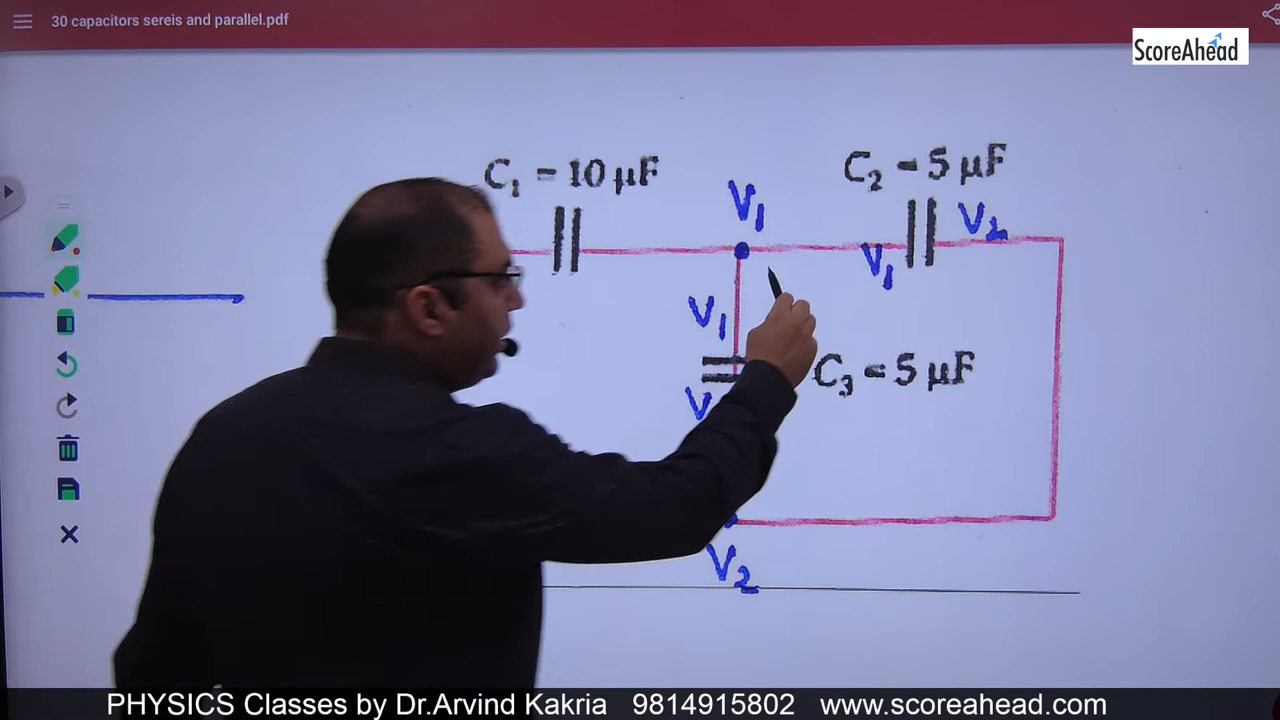 30 capacitors sereis and parallel.pdf
ScoreAhead
C₁ = 10 µF
C₂ = 5 µF
V₁
V₂
V₁
V₁
C₃ = 5 µF
V
V₂
PHYSICS Classes by Dr.Arvind Kakria 9814915802 www.scoreahead.com